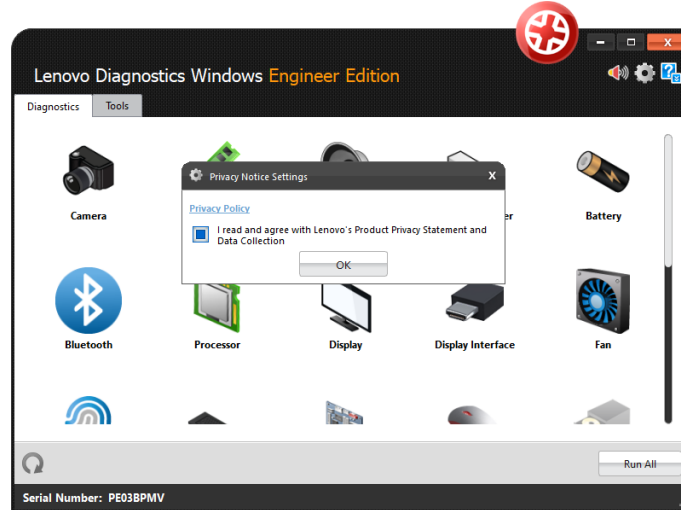 Lenovo Diagnostics Windows Engineer Edition
X
Diagnostics
Tools
Privacy Notice Settings
X
Privacy Policy
I read and agree with Lenovo's Product Privacy Statement and
Data Collection
OK
Camera
Battery
Bluetooth
Processor
Display
Display Interface
Fan
Run All
Serial Number: PE03BPMV